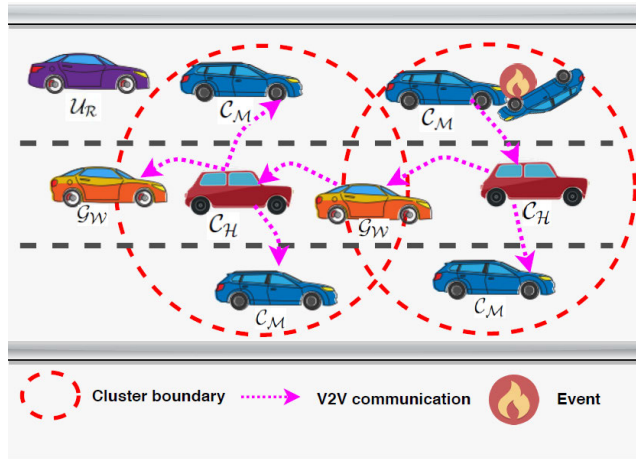 𝒰ℛ
𝒞ℳ
𝒞ℳ
𝒢𝒲
𝒞ℋ
𝒢𝒲
𝒞ℋ
𝒞ℳ
𝒞ℳ
Cluster boundary
V2V communication
Event